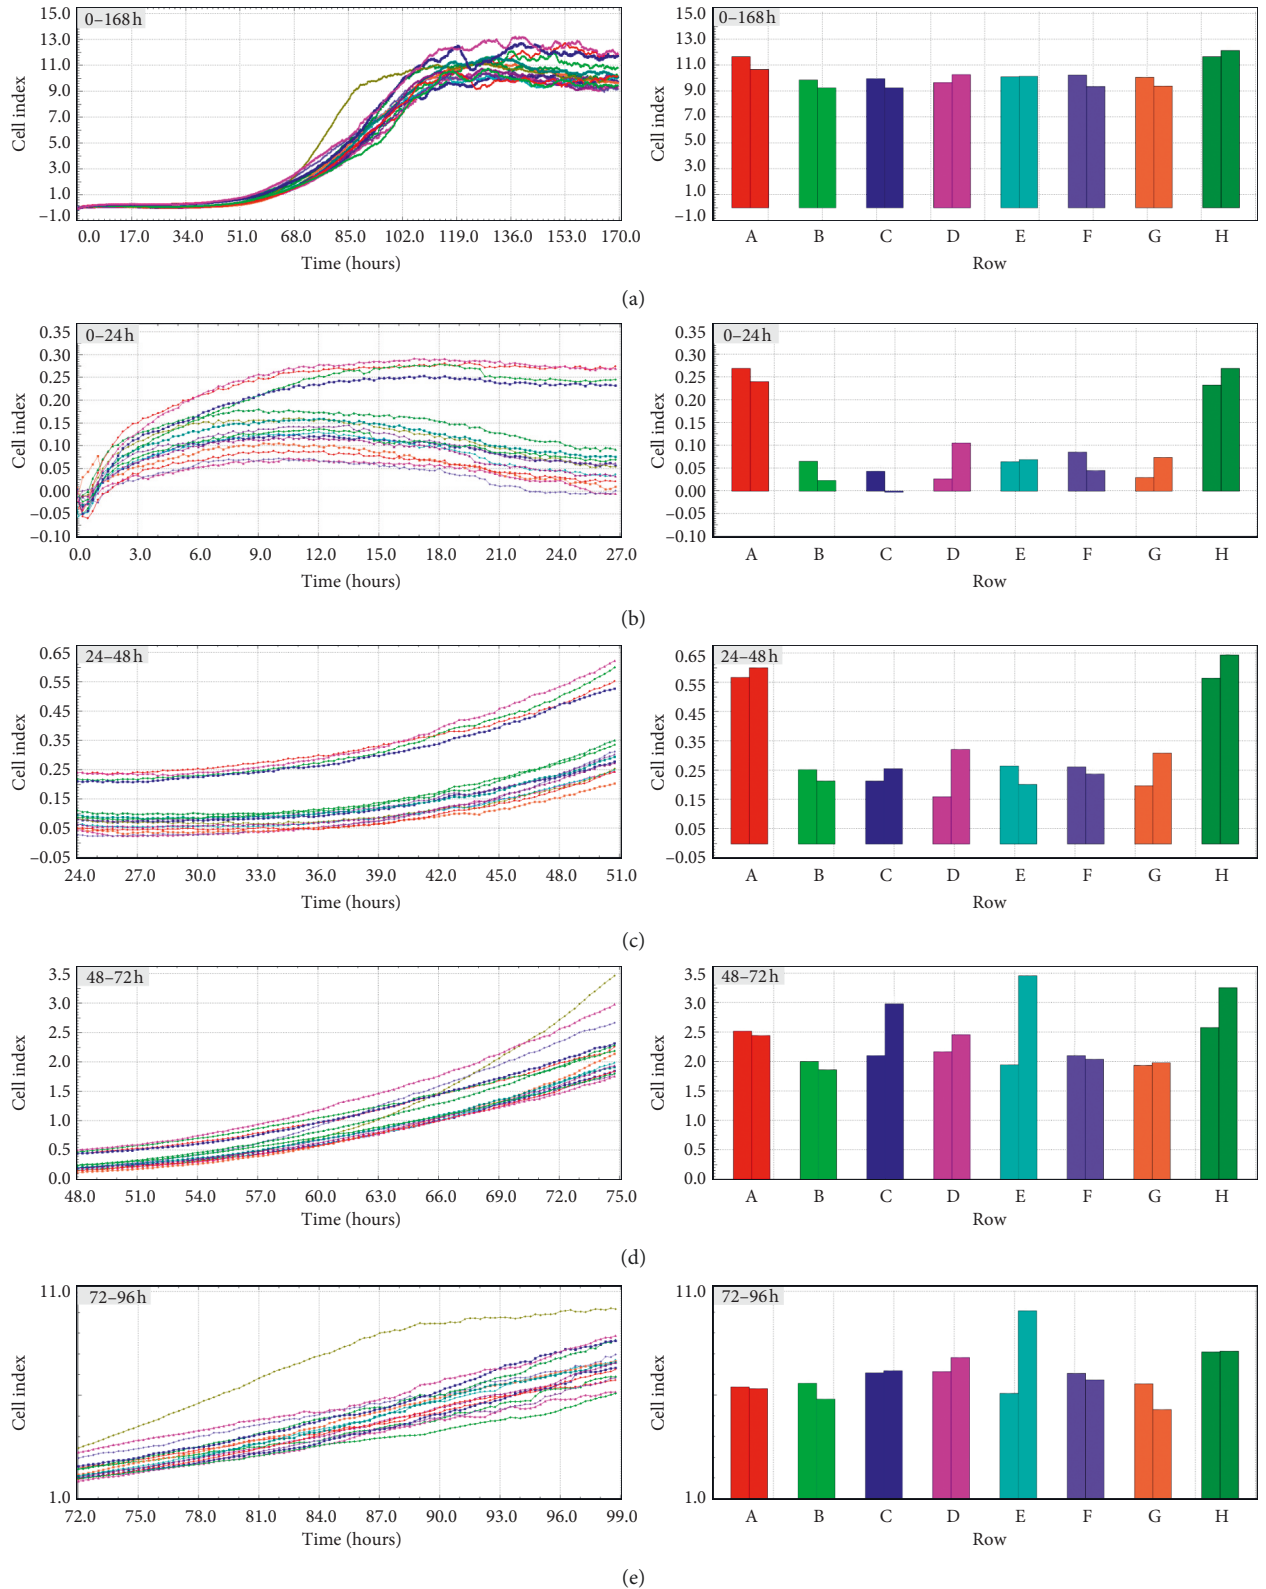 0–168 h
Cell index
15.0
13.0
11.0
9.0
7.0
5.0
3.0
1.0
–1.0
0.0 17.0 34.0 51.0 68.0 85.0 102.0 119.0 136.0 153.0 170.0
Time (hours)
Cell index
15.0
13.0
11.0
9.0
7.0
5.0
3.0
1.0
–1.0
A B C D E F G H
Row
(a)
0–24 h
Cell index
0.35
0.30
0.25
0.20
0.15
0.10
0.05
0.00
–0.05
–0.10
0.0 3.0 6.0 9.0 12.0 15.0 18.0 21.0 24.0 27.0
Time (hours)
0–24 h
Cell index
0.35
0.30
0.25
0.20
0.15
0.10
0.05
0.00
–0.05
–0.10
A B C D E F G H
Row
(b)
24–48 h
Cell index
0.65
0.55
0.45
0.35
0.25
0.15
0.05
–0.05
24.0 27.0 30.0 33.0 36.0 39.0 42.0 45.0 48.0 51.0
Time (hours)
24–48 h
Cell index
0.65
0.55
0.45
0.35
0.25
0.15
0.05
–0.05
A B C D E F G H
Row
(c)
48–72 h
Cell index
3.5
3.0
2.5
2.0
1.5
1.0
0.5
0.0
48.0 51.0 54.0 57.0 60.0 63.0 66.0 69.0 72.0 75.0
Time (hours)
48–72 h
Cell index
3.5
3.0
2.5
2.0
1.5
1.0
0.5
0.0
A B C D E F G H
Row
(d)
72–96 h
Cell index
11.0
1.0
72.0 75.0 78.0 81.0 84.0 87.0 90.0 93.0 96.0 99.0
Time (hours)
72–96 h
Cell index
11.0
1.0
A B C D E F G H
Row
(e)
0–168 h